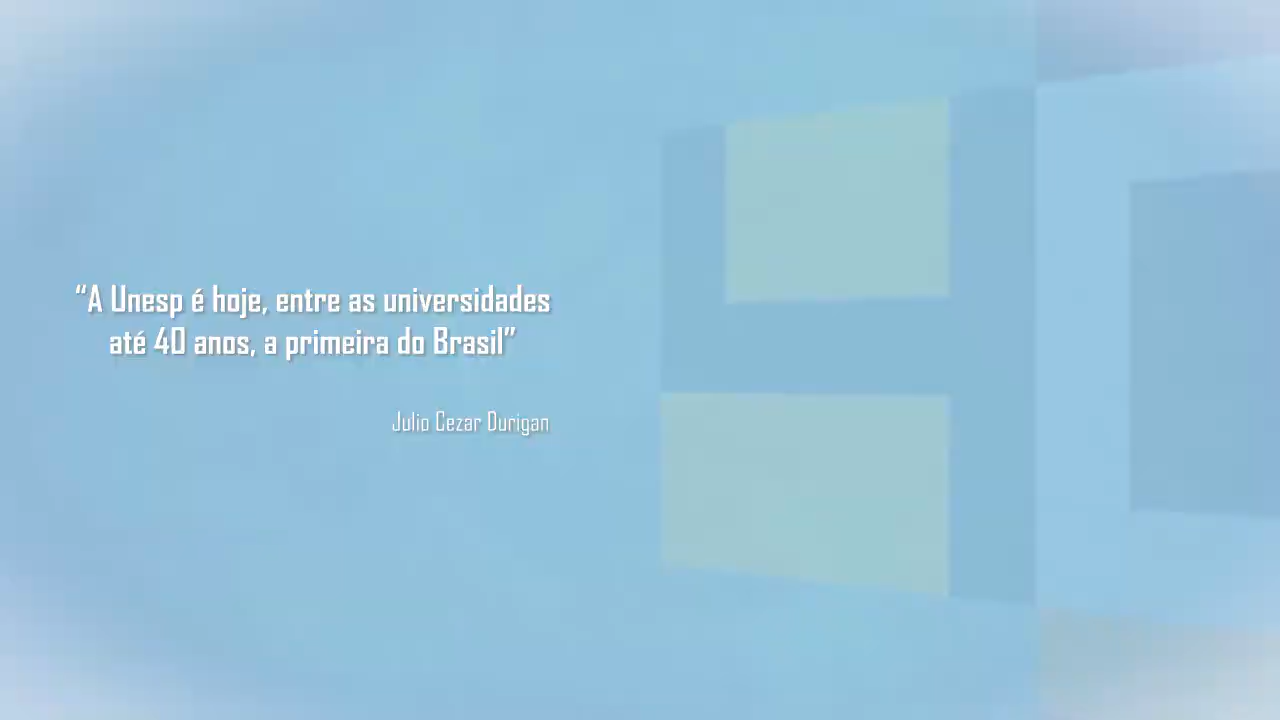 “A Unesp é hoje, entre as universidades
até 40 anos, a primeira do Brasil”
Julio Cezar Durigan